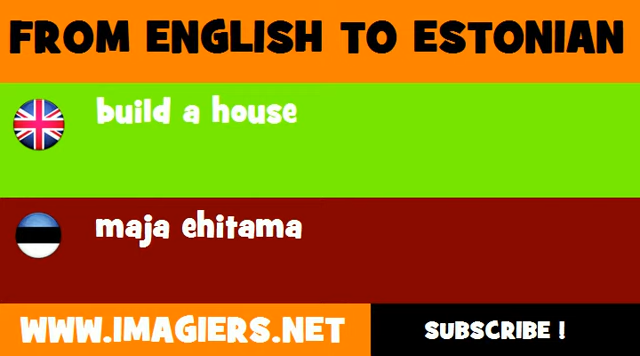 FROM ENGLISH TO ESTONIAN
build a house
maja ehitama
WWW.IMAGIERS.NET
SUBSCRIBE !